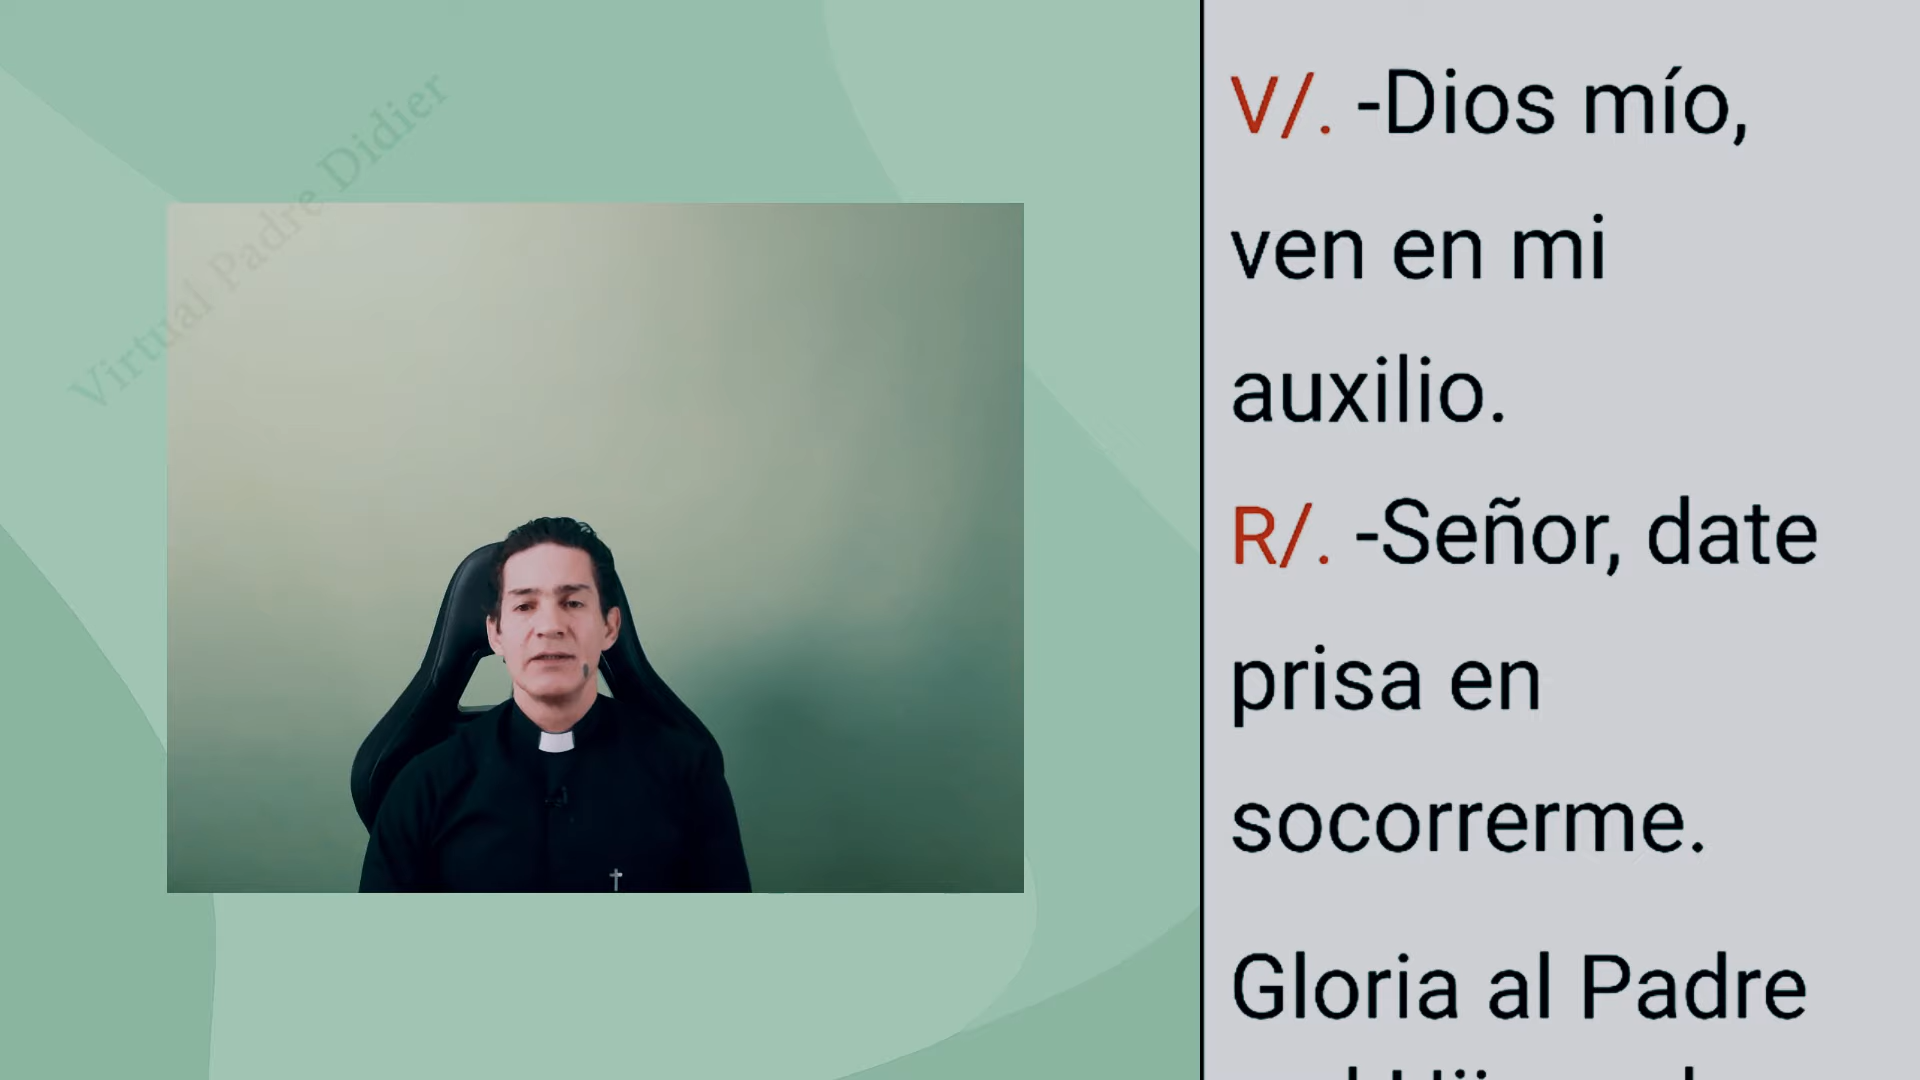 Virtual Padre Didier
V/. -Dios mío,
ven en mi
auxilio.
R/. -Señor, date
prisa en
socorrerme.
Gloria al Padre